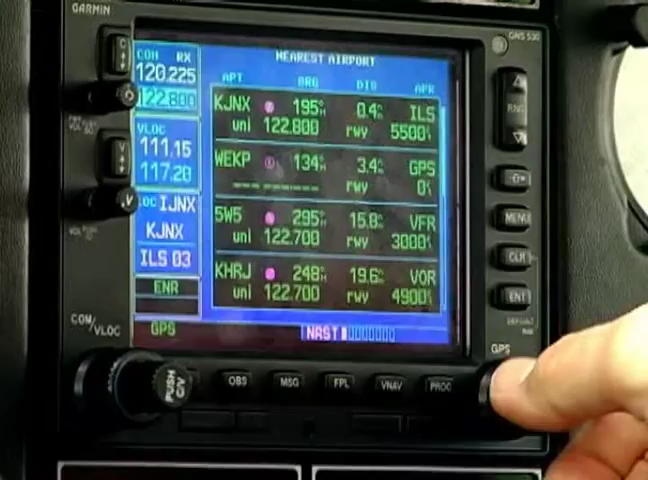 GARMIN
GNS 530
COM RX
120.225
122.800
VLOC
111.15
117.20
LOC IJNX
KJNX
ILS 03
ENR
GPS
NEAREST AIRPORT
APT BRG DIS APR
KJNX 195° 0.4 ILS
uni 122.800 rwy 5500
WEKP 134° 3.4 GPS
--- ------- rwy 0
5W5 295° 15.8 VFR
uni 122.700 rwy 3000
KHRJ 248° 19.6 VOR
uni 122.700 rwy 4900
NRST
C
V
RNG
MENU
CLR
ENT
DEFAULT NAV
GPS
COM/VLOC
PUSH C/V
OBS
MSG
FPL
VNAV
PROC